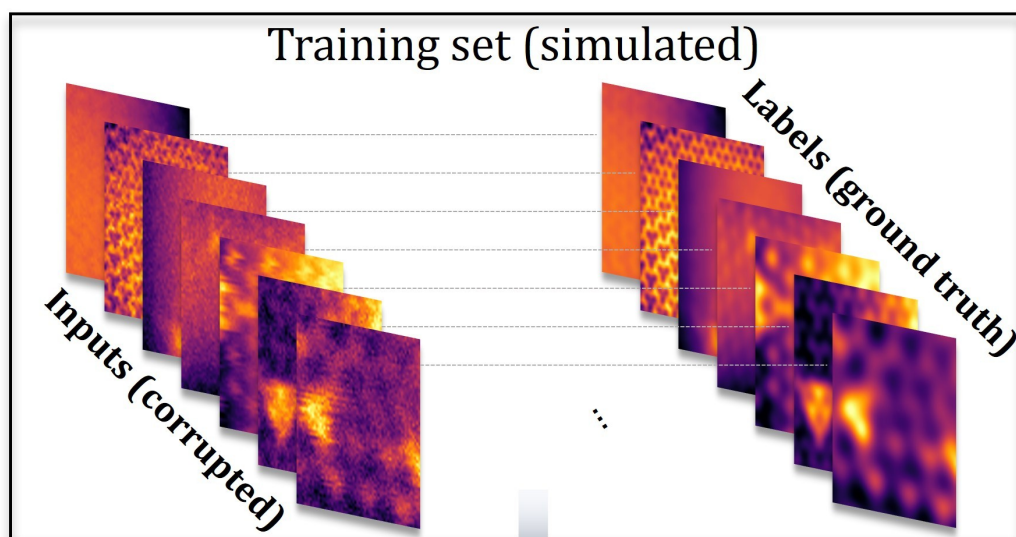 Training set (simulated)
Inputs (corrupted)
Labels (ground truth)
...